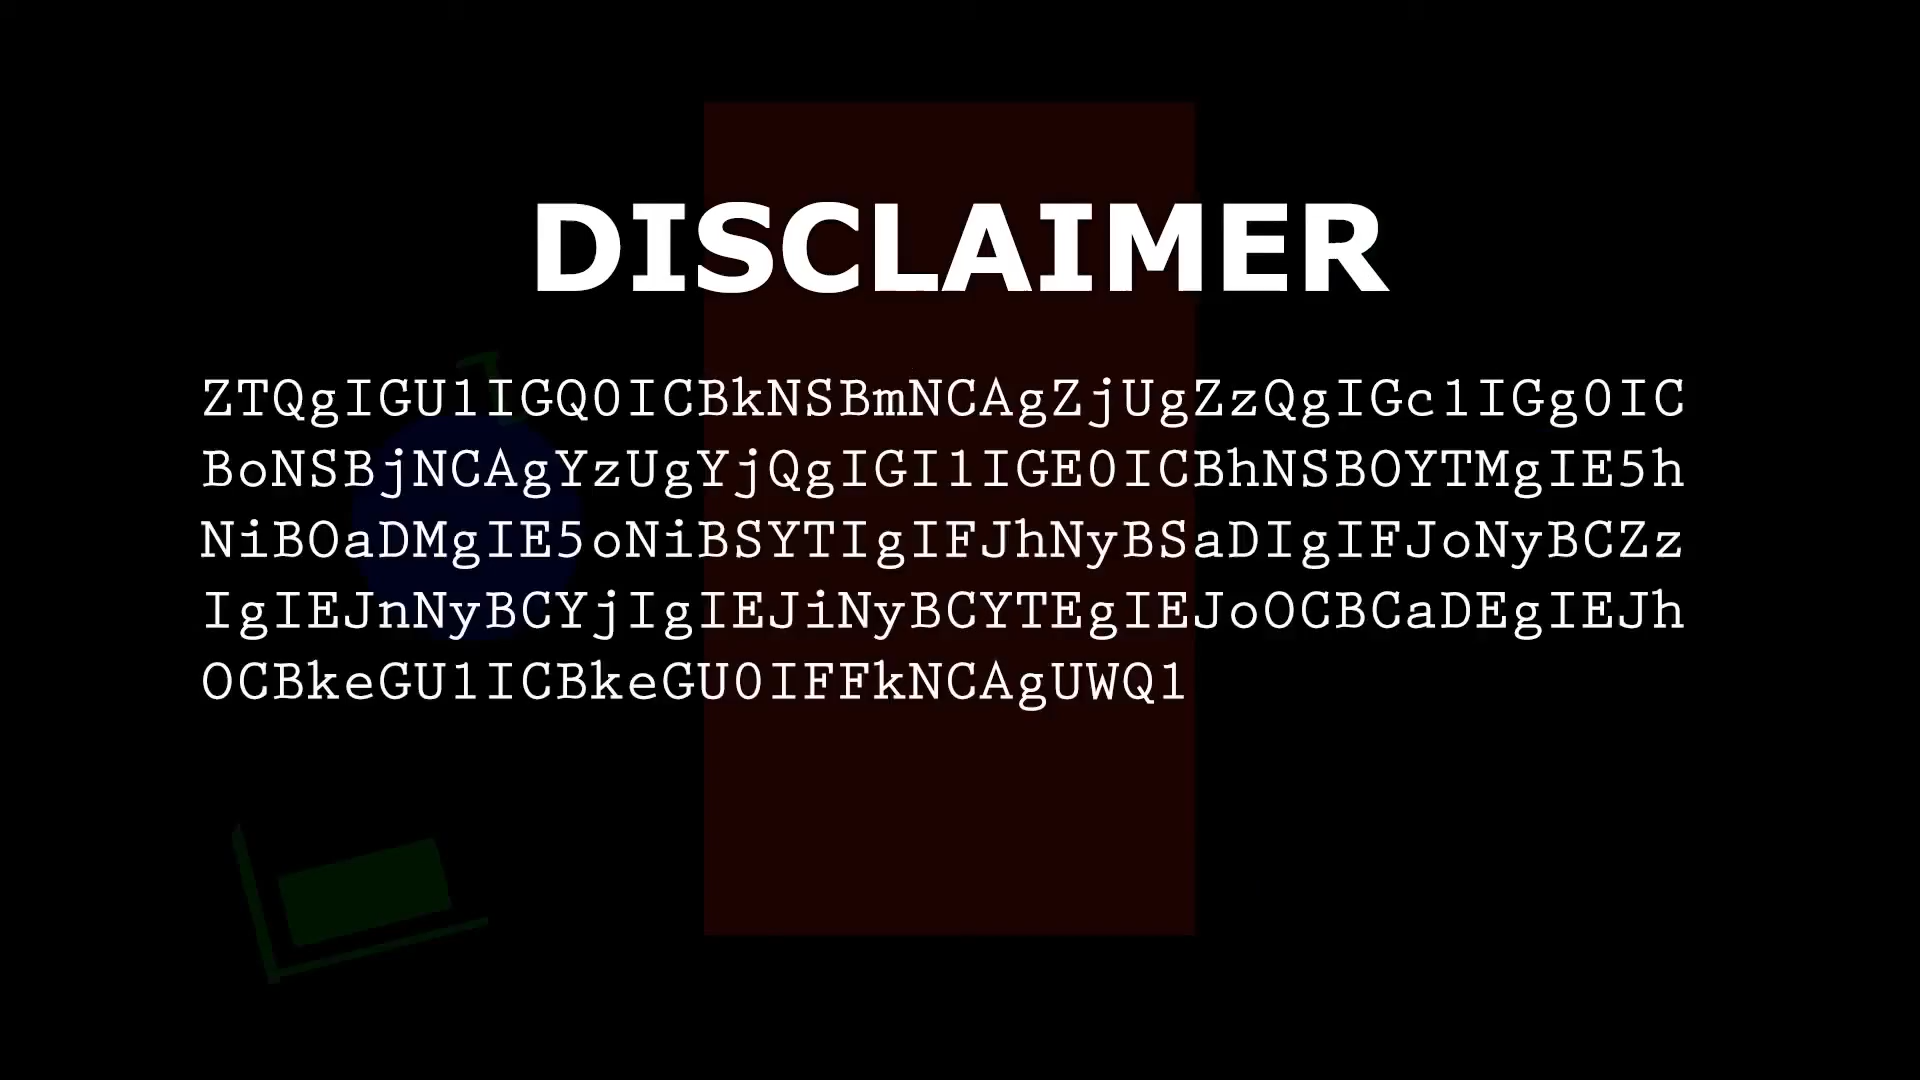 DISCLAIMER
ZTQgIGU1IGQ0ICBkNSBmNCAgZjUgZzQgIGc1IGg0IC
BoNSBjNCAgYzUgYjQgIGI1IGE0ICBhNSBOYTMgIE5h
NiBOaDMgIE5oNiBSYTIgIFJhNyBSaDIgIFJoNyBCZz
IgIEJnNyBCYjIgIEJiNyBCYTEgIEJoOCBCaDEgIEJh
OCBkeGU1ICBkeGU0IFFkNCAgUWQ1